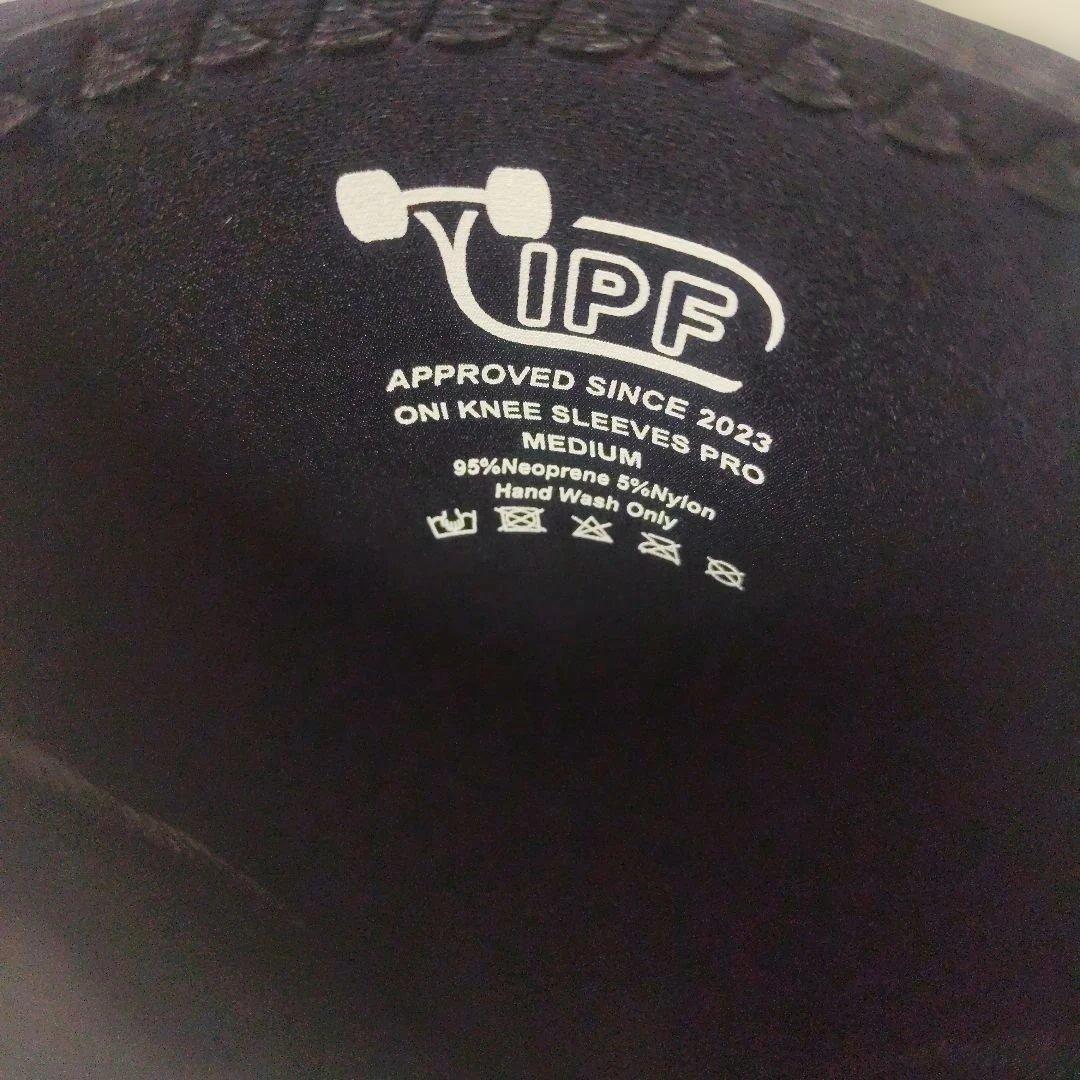 IPF
APPROVED SINCE 2023
ONI KNEE SLEEVES PRO
MEDIUM
95%Neoprene 5%Nylon
Hand Wash Only